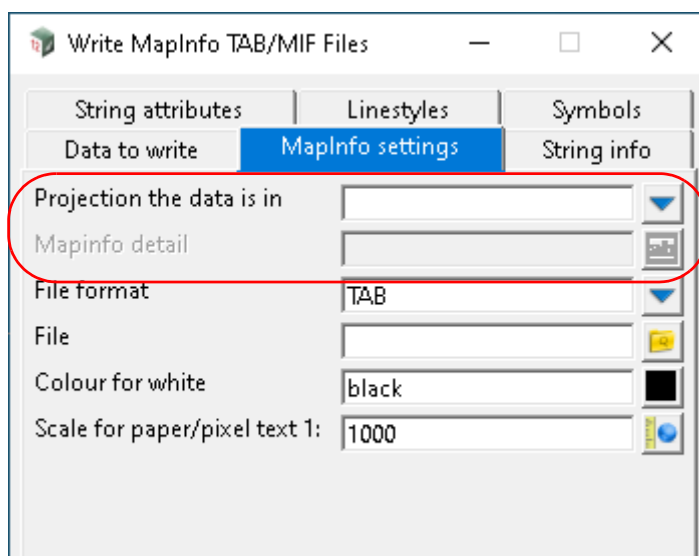 Write MapInfo TAB/MIF Files
String attributes Linestyles Symbols
Data to write MapInfo settings String info
Projection the data is in
Mapinfo detail
File format TAB
File
Colour for white black
Scale for paper/pixel text 1: 1000